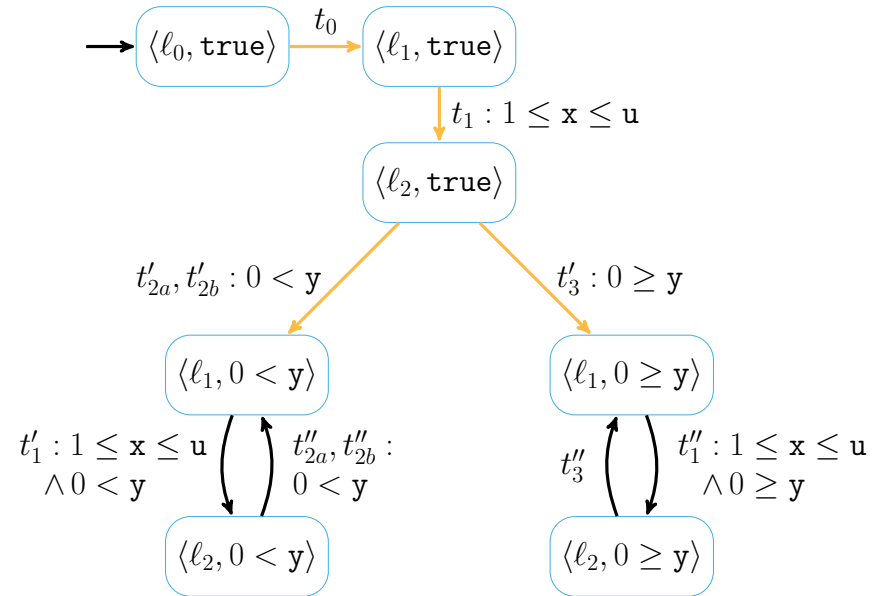 ⟨ℓ₀, true⟩
t₀
⟨ℓ₁, true⟩
t₁ : 1 ≤ x ≤ u
⟨ℓ₂, true⟩
t′₂ₐ, t′₂b : 0 < y
t′₃ : 0 ≥ y
⟨ℓ₁, 0 < y⟩
⟨ℓ₁, 0 ≥ y⟩
t′₁ : 1 ≤ x ≤ u
∧ 0 < y
t″₂ₐ, t″₂b :
0 < y
t″₃
t″₁ : 1 ≤ x ≤ u
∧ 0 ≥ y
⟨ℓ₂, 0 < y⟩
⟨ℓ₂, 0 ≥ y⟩